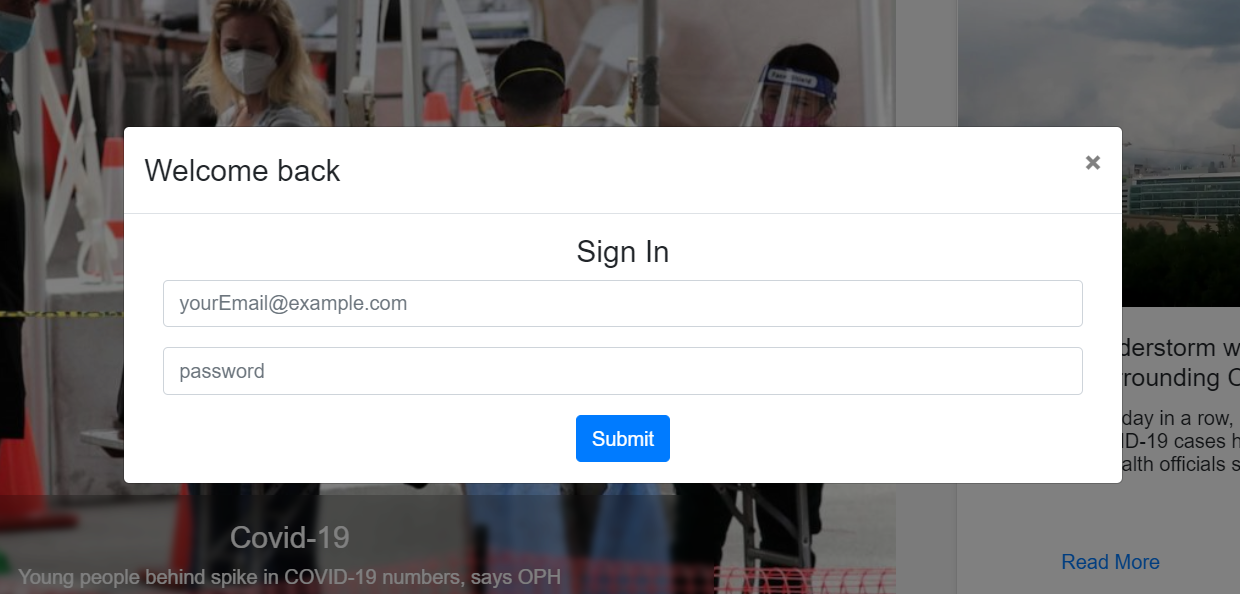 Welcome back
×
Sign In
yourEmail@example.com
password
Submit
derstorm w
rounding
day in a row,
D-19 cases h
alth officials s
Covid-19
Young people behind spike in COVID-19 numbers, says OPH
Read More